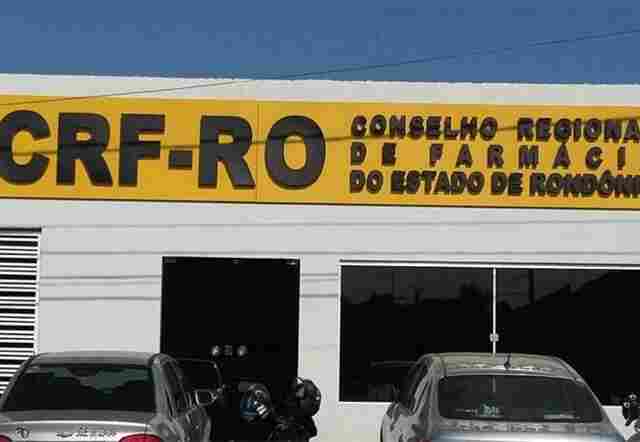 CRF-RO
CONSELHO REGIONA
DE FARMÁCI
DO ESTADO DE RONDÔNI